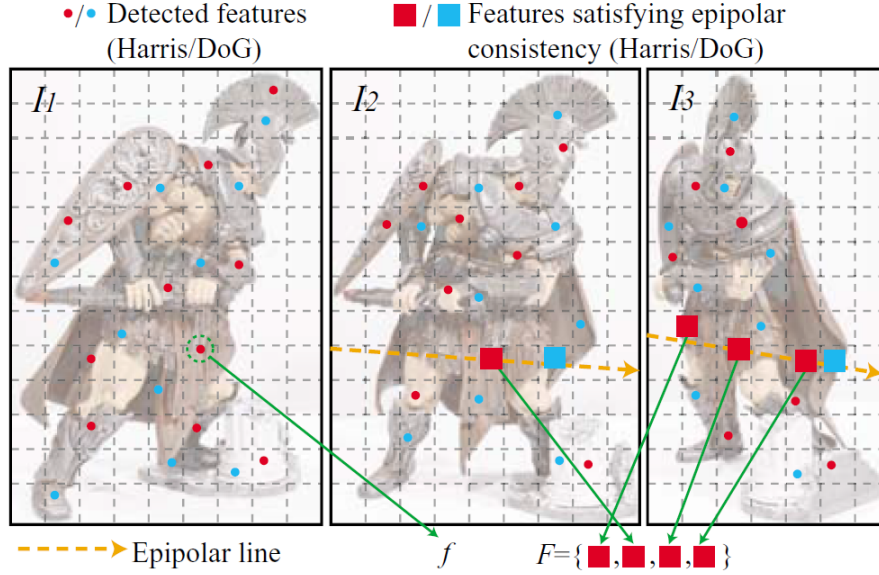 •/• Detected features
(Harris/DoG)
■ / ■ Features satisfying epipolar
consistency (Harris/DoG)
I1
I2
I3
Epipolar line
f
F={■,■,■,■}